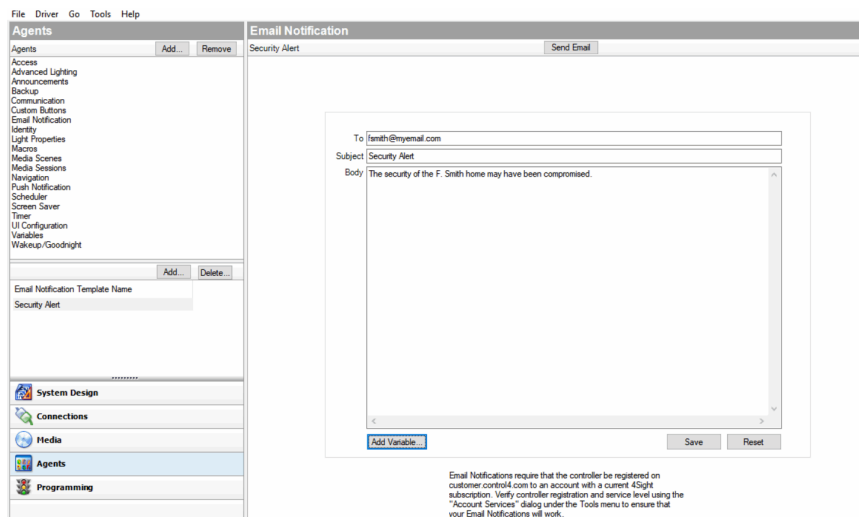 File Driver Go Tools Help
Agents
Agents Add... Remove
Access
Advanced Lighting
Announcements
Backup
Communication
Custom Buttons
Email Notification
Identity
Light Properties
Macros
Media Scenes
Media Sessions
Navigation
Push Notification
Scheduler
Screen Saver
Timer
UI Configuration
Variables
Wakeup/Goodnight
Add... Delete...
Email Notification Template Name
Security Alert
System Design
Connections
Media
Agents
Programming
Email Notification
Security Alert Send Email
To fsmith@myemail.com
Subject Security Alert
Body The security of the F. Smith home may have been compromised.
Add Variable... Save Reset
Email Notifications require that the controller be registered on
customer.control4.com to an account with a current 4Sight
subscription. Verify controller registration and service level using the
"Account Services" dialog under the Tools menu to ensure that
your Email Notifications will work.